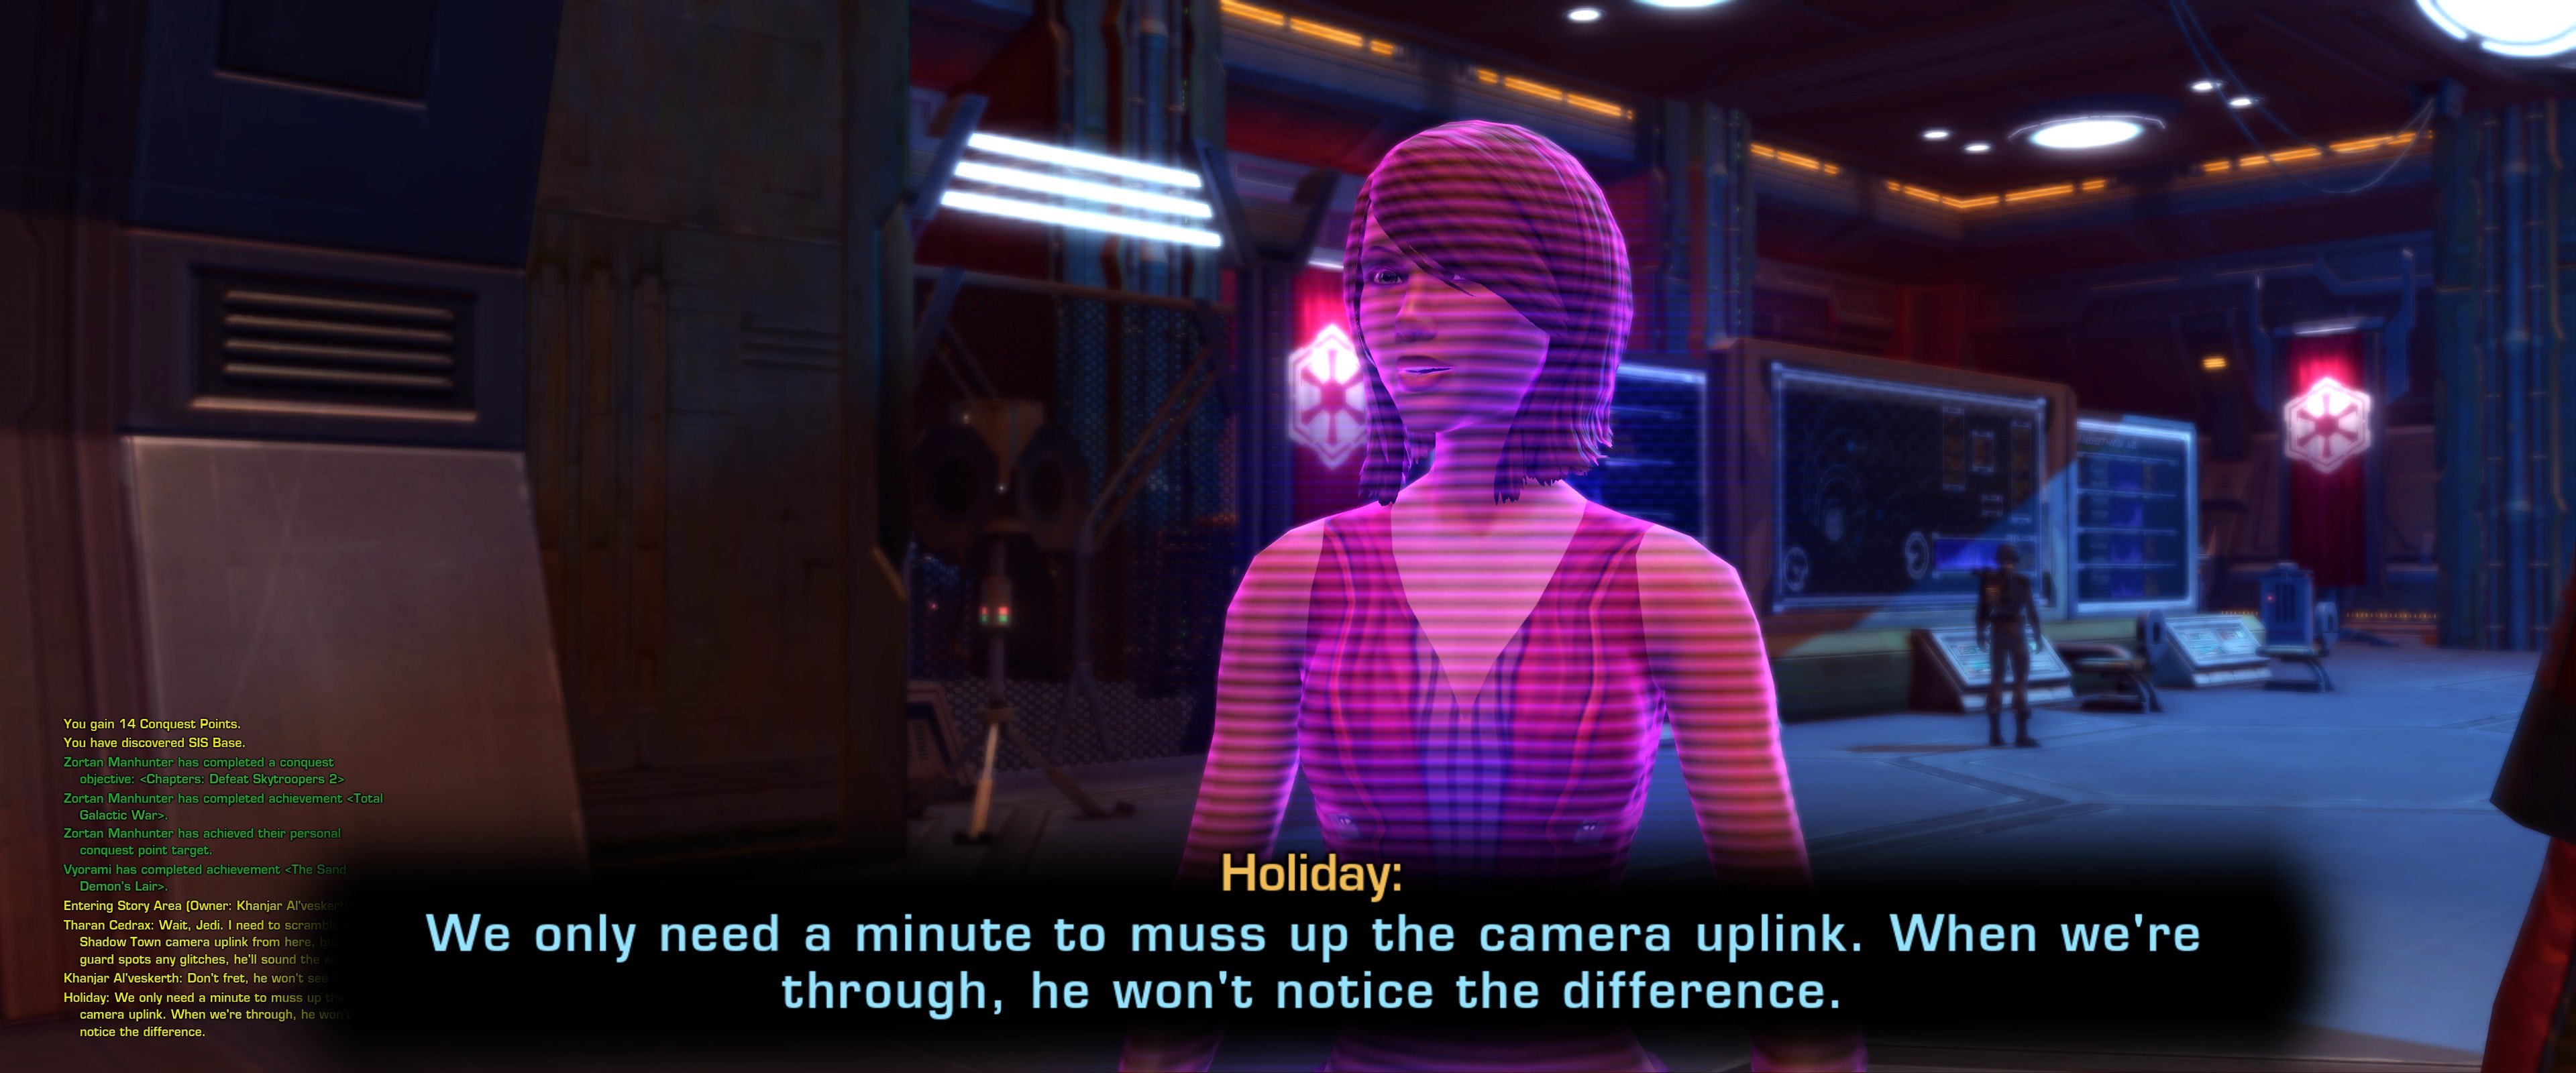 You gain 14 Conquest Points.
You have discovered SIS Base.
Zortan Manhunter has completed a conquest
objective: <Chapters: Defeat Skytroopers 2>
Zortan Manhunter has completed achievement <Total
Galactic War>.
Zortan Manhunter has achieved their personal
conquest point target.
Vyorami has completed achievement <The Sand
Demon's Lair>.
Entering Story Area (Owner: Khanjar Al'veskerth
Tharan Cedrax: Wait, Jedi. I need to scramble
Shadow Town camera uplink from here, but
guard spots any glitches, he'll sound the
Khanjar Al'veskerth: Don't fret, he won't see
Holiday: We only need a minute to muss up the
camera uplink. When we're through, he won't
notice the difference.
Holiday:
We only need a minute to muss up the camera uplink. When we're
through, he won't notice the difference.